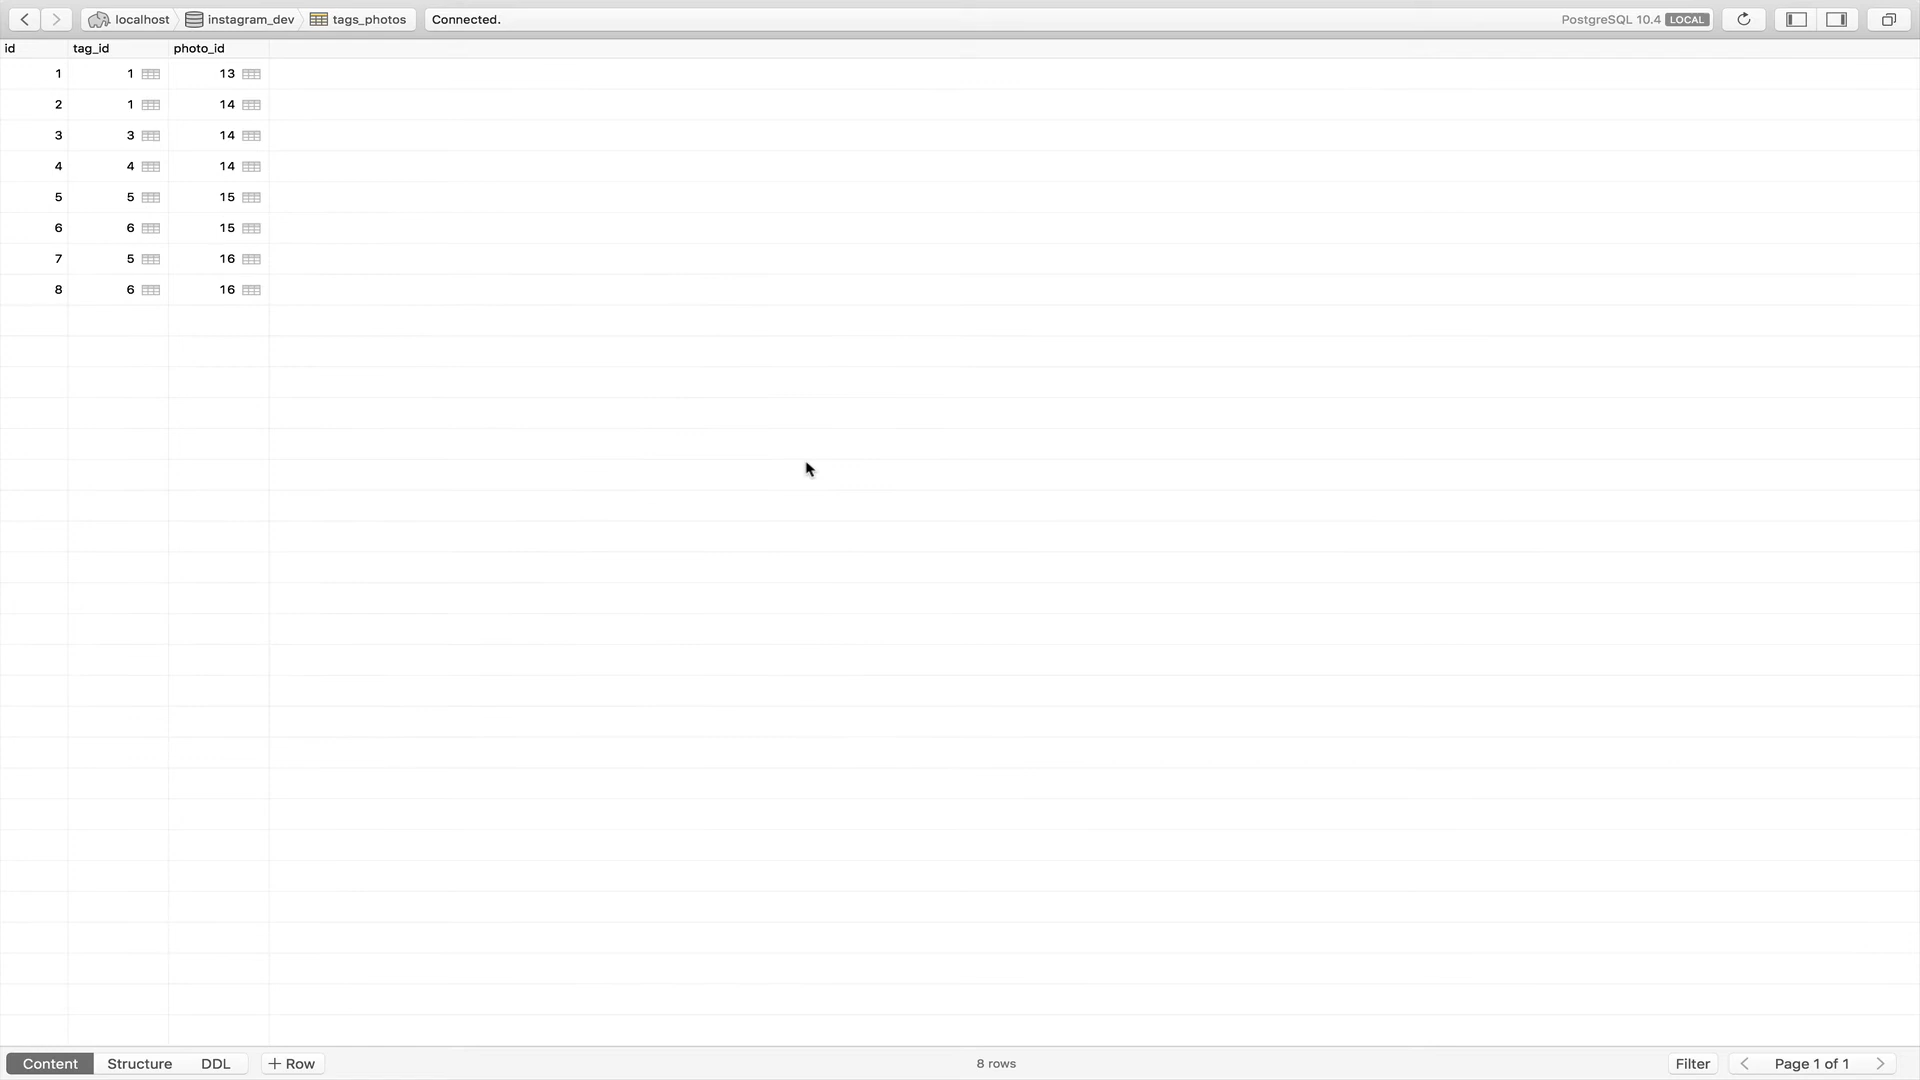 localhost instagram_dev tags_photos Connected. PostgreSQL 10.4 LOCAL
id tag_id photo_id
1 1 13
2 1 14
3 3 14
4 4 14
5 5 15
6 6 15
7 5 16
8 6 16
Content Structure DDL + Row 8 rows Filter Page 1 of 1